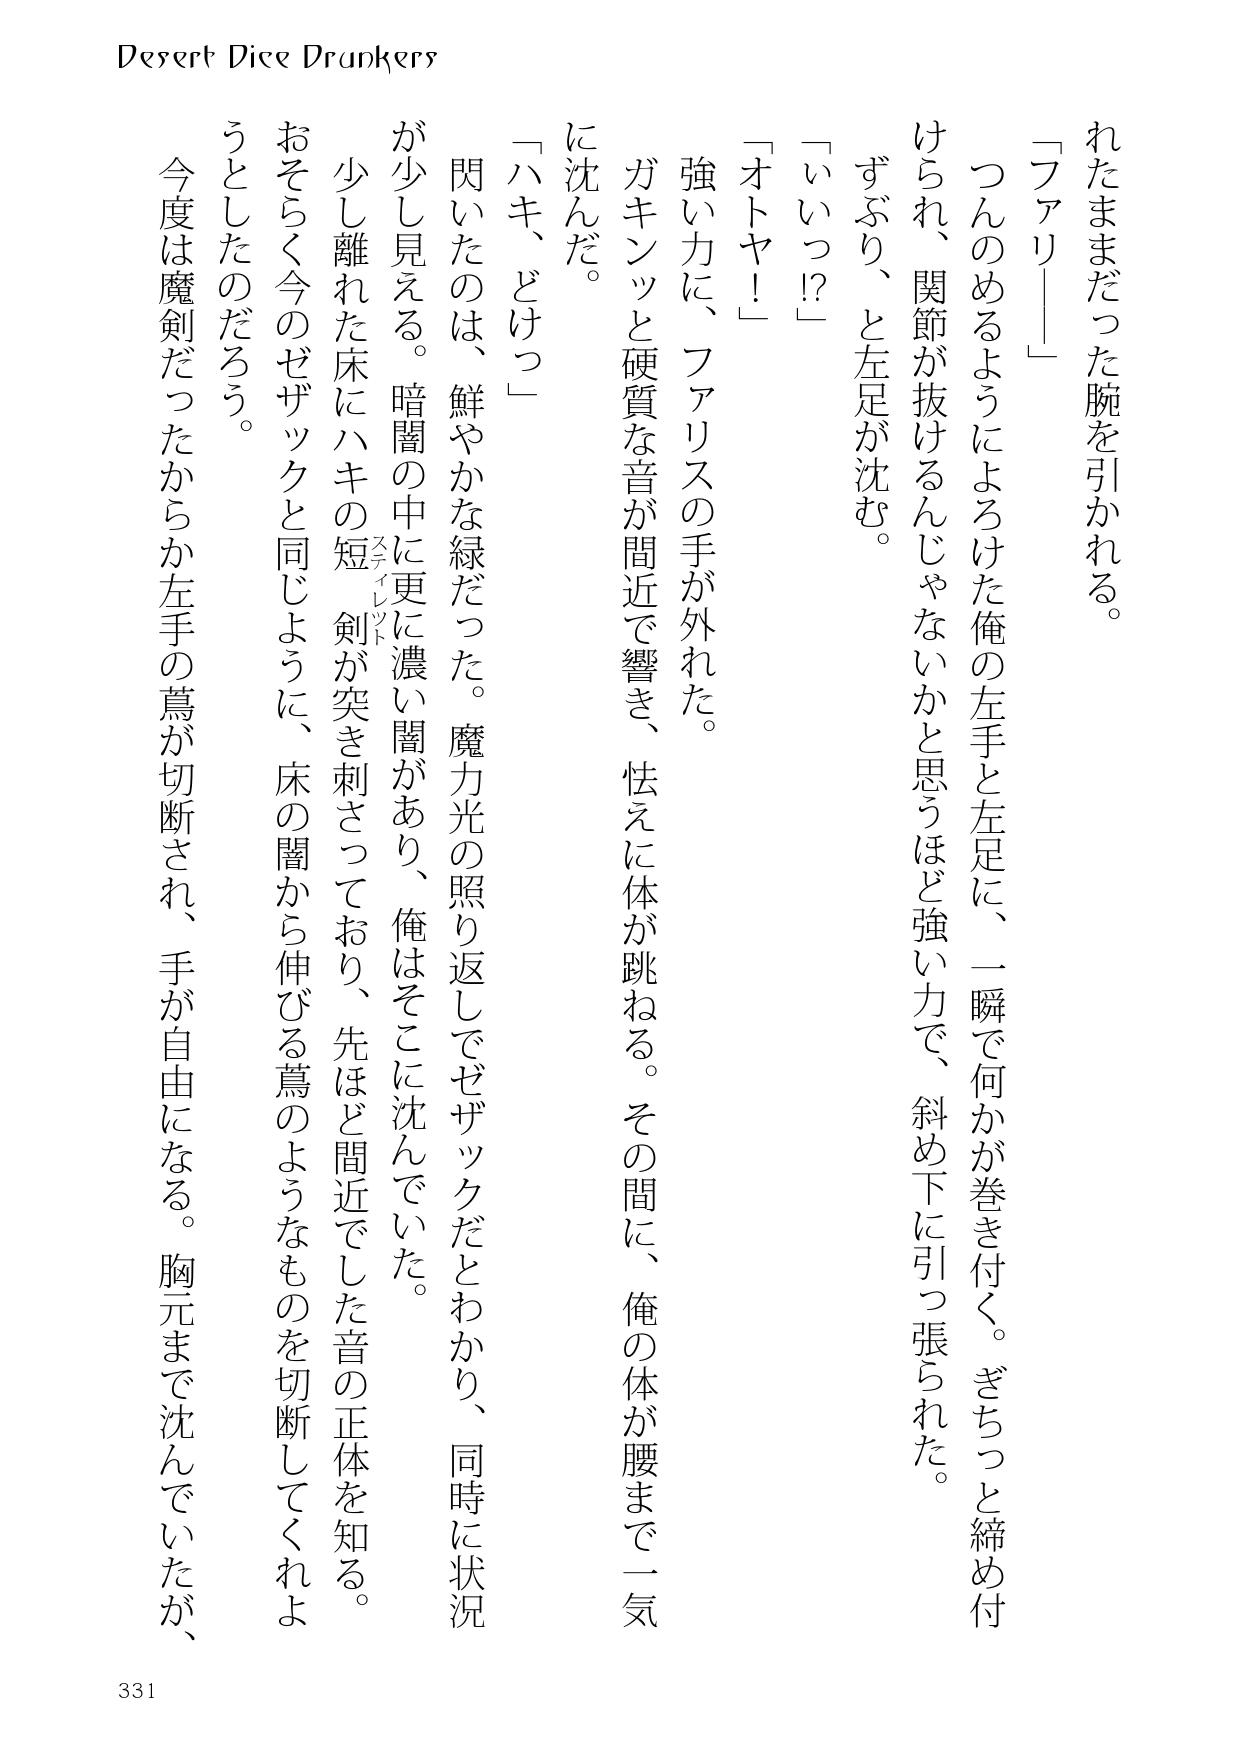 Desert Dice Drunkers
れたままだった腕を引かれる。
「ファリ――」
　つんのめるようによろけた俺の左手と左足に、一瞬で何かが巻き付く。ぎちっと締め付
けられ、関節が抜けるんじゃないかと思うほど強い力で、斜め下に引っ張られた。
　ずぶり、と左足が沈む。
「いいっ!?」
「オトヤ！」
　強い力に、ファリスの手が外れた。
　ガキンッと硬質な音が間近で響き、怯えに体が跳ねる。その間に、俺の体が腰まで一気
に沈んだ。
「ハキ、どけっ」
　閃いたのは、鮮やかな緑だった。魔力光の照り返しでゼザックだとわかり、同時に状況
が少し見える。暗闇の中に更に濃い闇があり、俺はそこに沈んでいた。
　少し離れた床にハキの短剣スティレットが突き刺さっており、先ほど間近でした音の正体を知る。
おそらく今のゼザックと同じように、床の闇から伸びる蔦のようなものを切断してくれよ
うとしたのだろう。
　今度は魔剣だったからか左手の蔦が切断され、手が自由になる。胸元まで沈んでいたが、
331